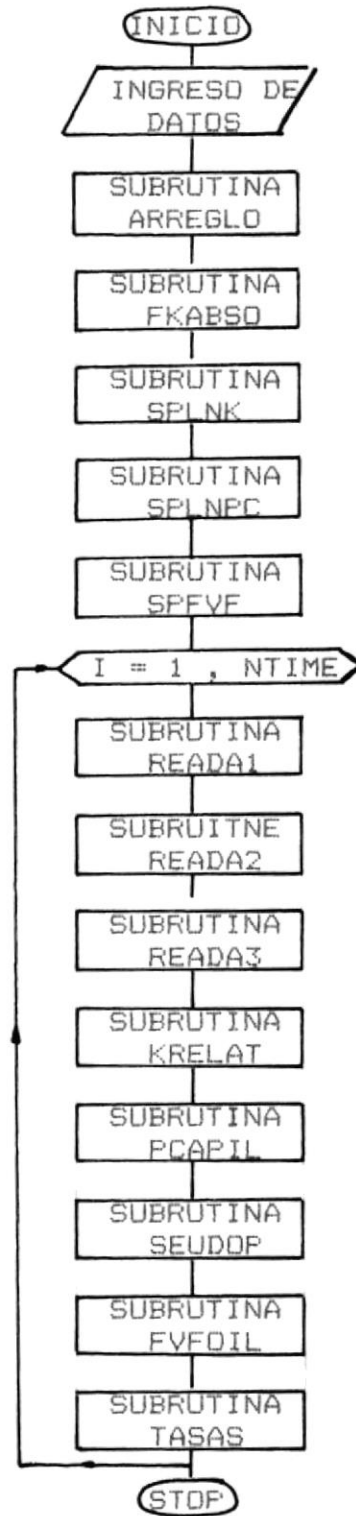 INICIO
INGRESO DE
DATOS
SUBRUTINA
ARREGLO
SUBRUTINA
FKABSO
SUBRUTINA
SPLNK
SUBRUTINA
SPLNPC
SUBRUTINA
SPFVF
I = 1 , NTIME
SUBRUTINA
READA1
SUBRUITNE
READA2
SUBRUTINA
READA3
SUBRUTINA
KRELAT
SUBRUTINA
PCAPIL
SUBRUTINA
SEUDOP
SUBRUTINA
FVFOIL
SUBRUTINA
TASAS
STOP